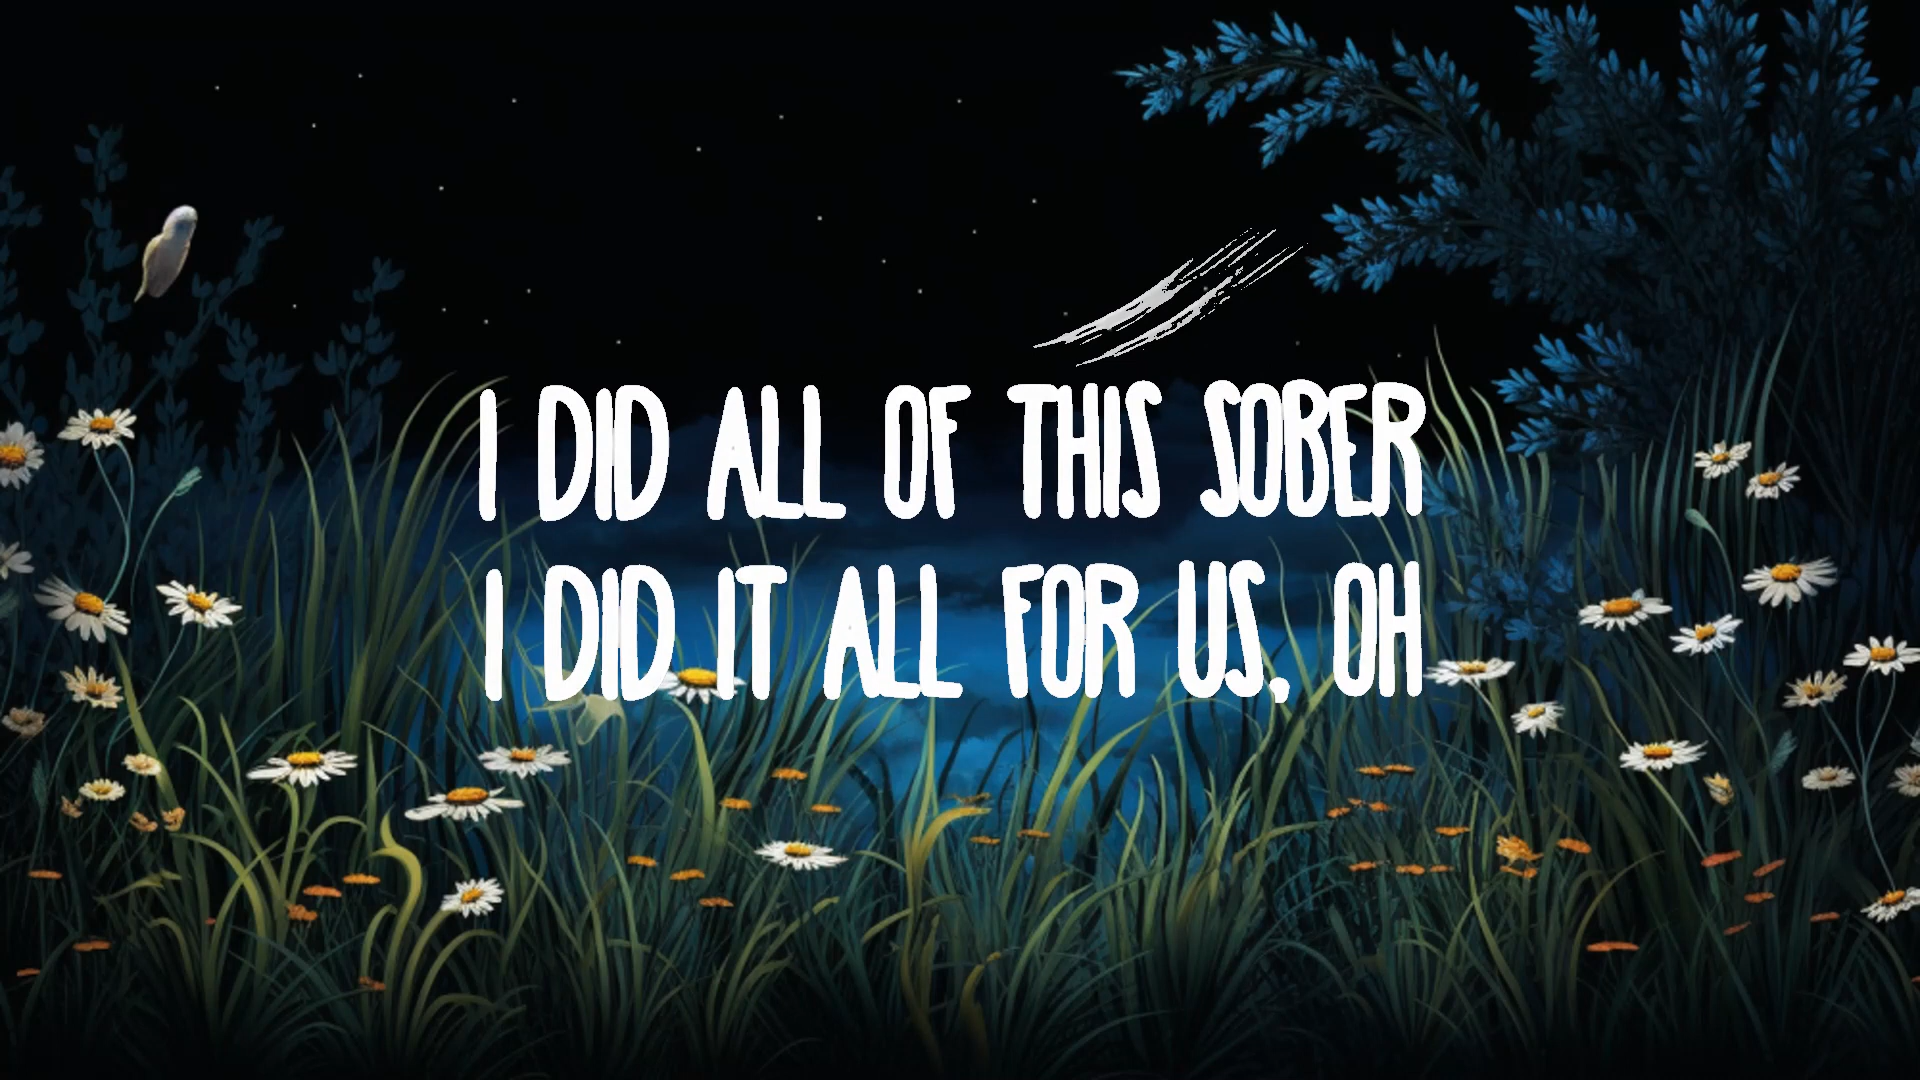 I DID ALL OF THIS SOBER
I DID IT ALL FOR US, OH